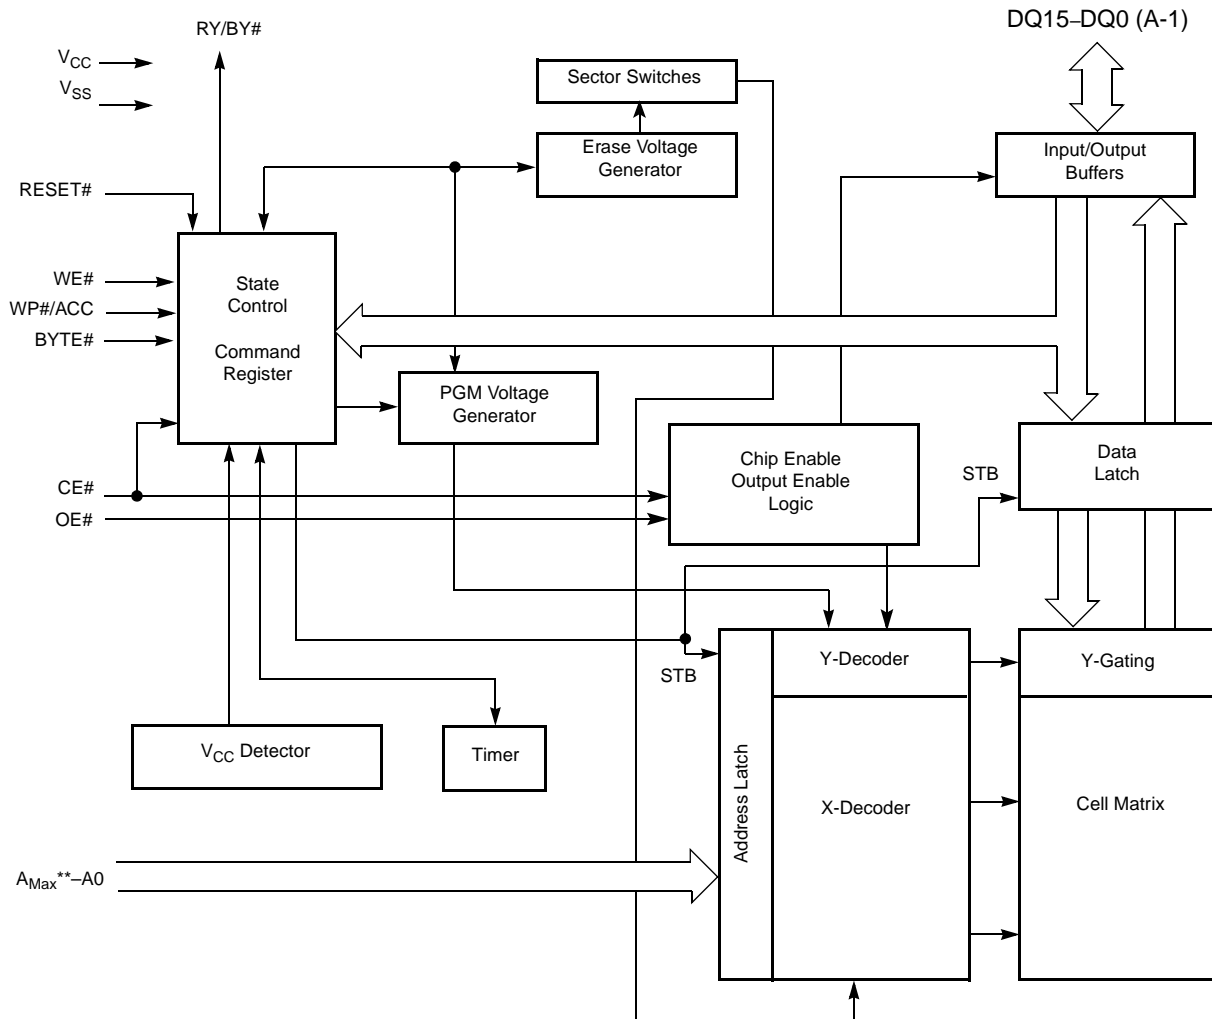 RY/BY#
DQ15–DQ0 (A-1)
VCC
VSS
Sector Switches
Erase Voltage
Generator
Input/Output
Buffers
RESET#
WE#
WP#/ACC
BYTE#
State
Control
Command
Register
PGM Voltage
Generator
Chip Enable
Output Enable
Logic
Data
Latch
STB
CE#
OE#
STB
Y-Decoder
Y-Gating
VCC Detector
Timer
Address Latch
X-Decoder
Cell Matrix
AMax**–A0